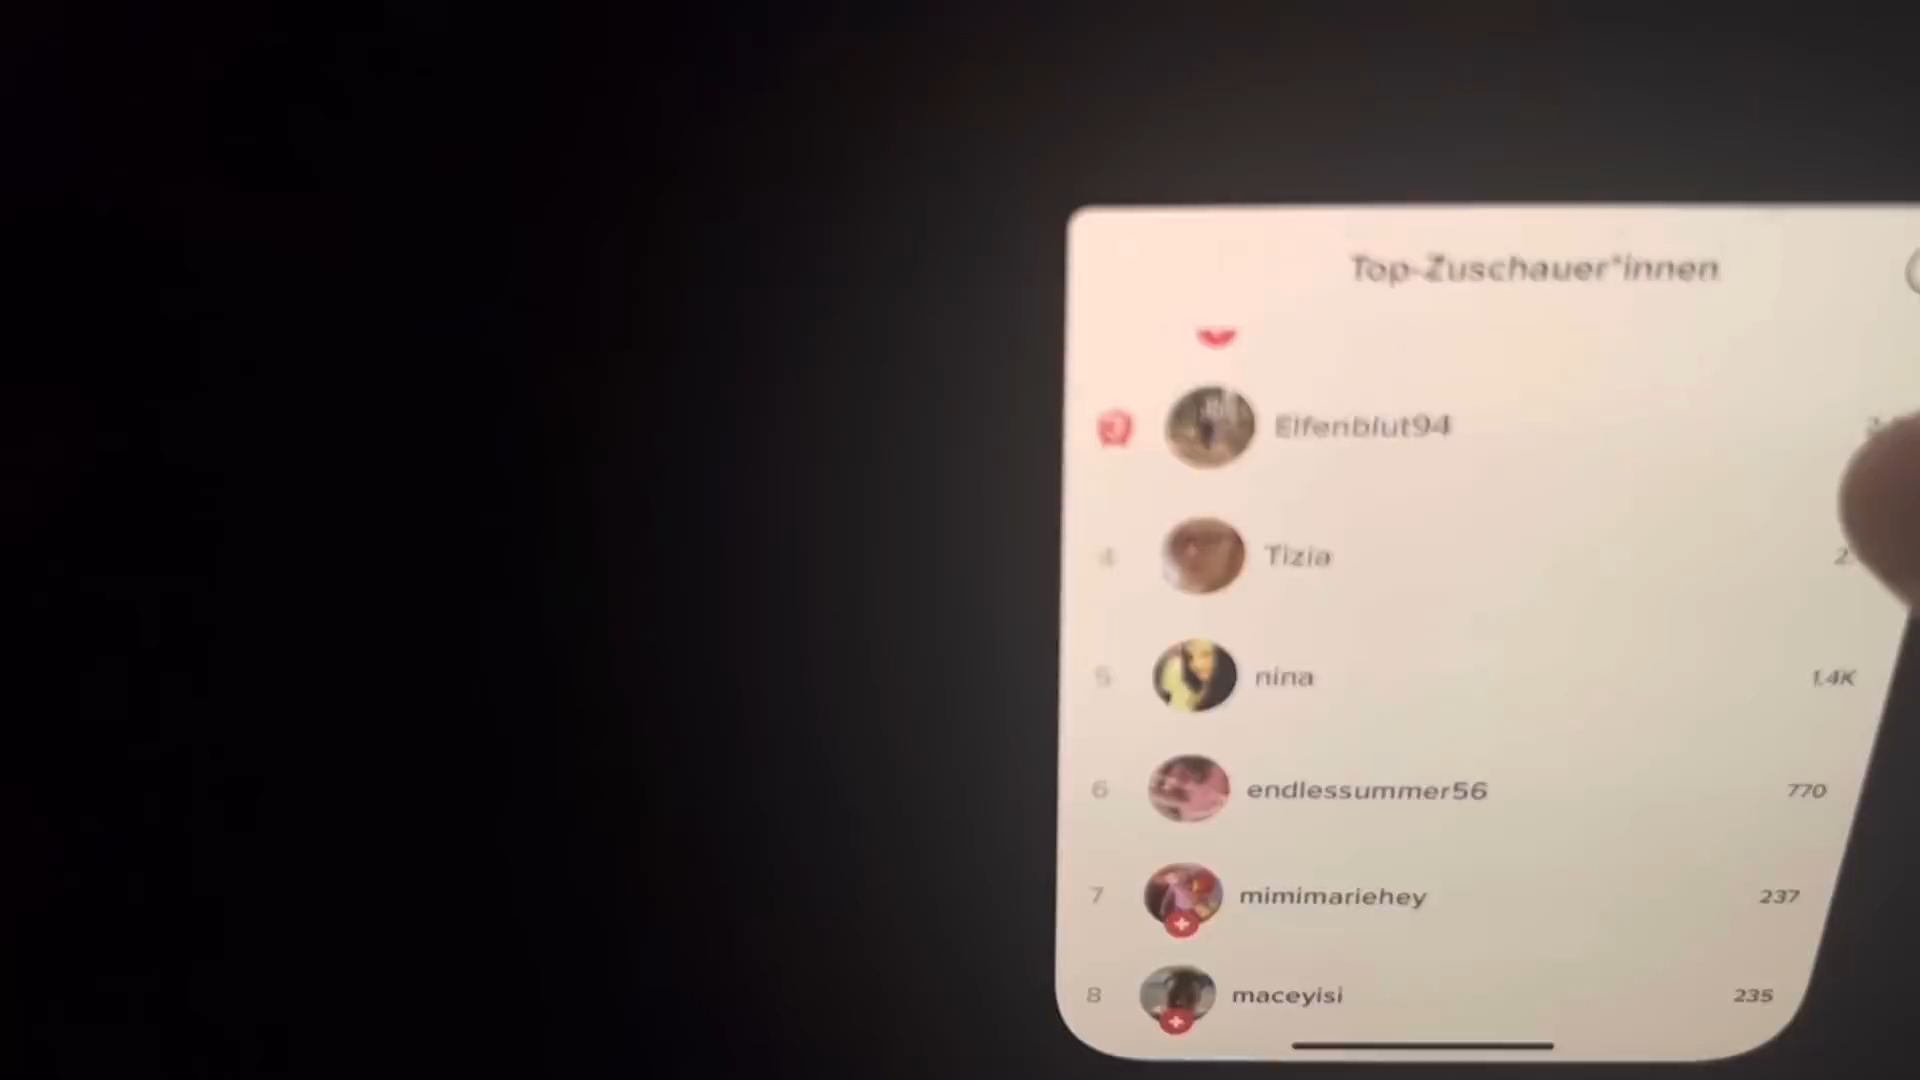 Top-Zuschauer*innen
3 Elfenblut94
4 Tizia
5 nina 1.4K
6 endlessummer56 770
7 mimimariehey 237
8 maceyisi 235